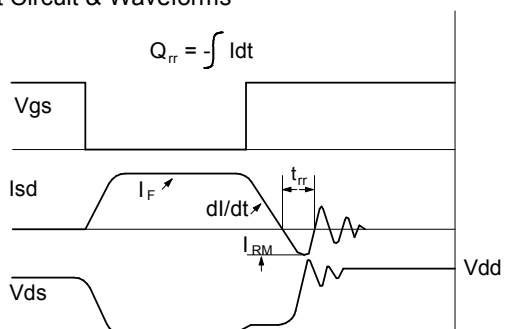 t Circuit & Waveforms
Qrr = -∫ Idt
Vgs
Isd
IF
trr
dI/dt
IRM
Vdd
Vds